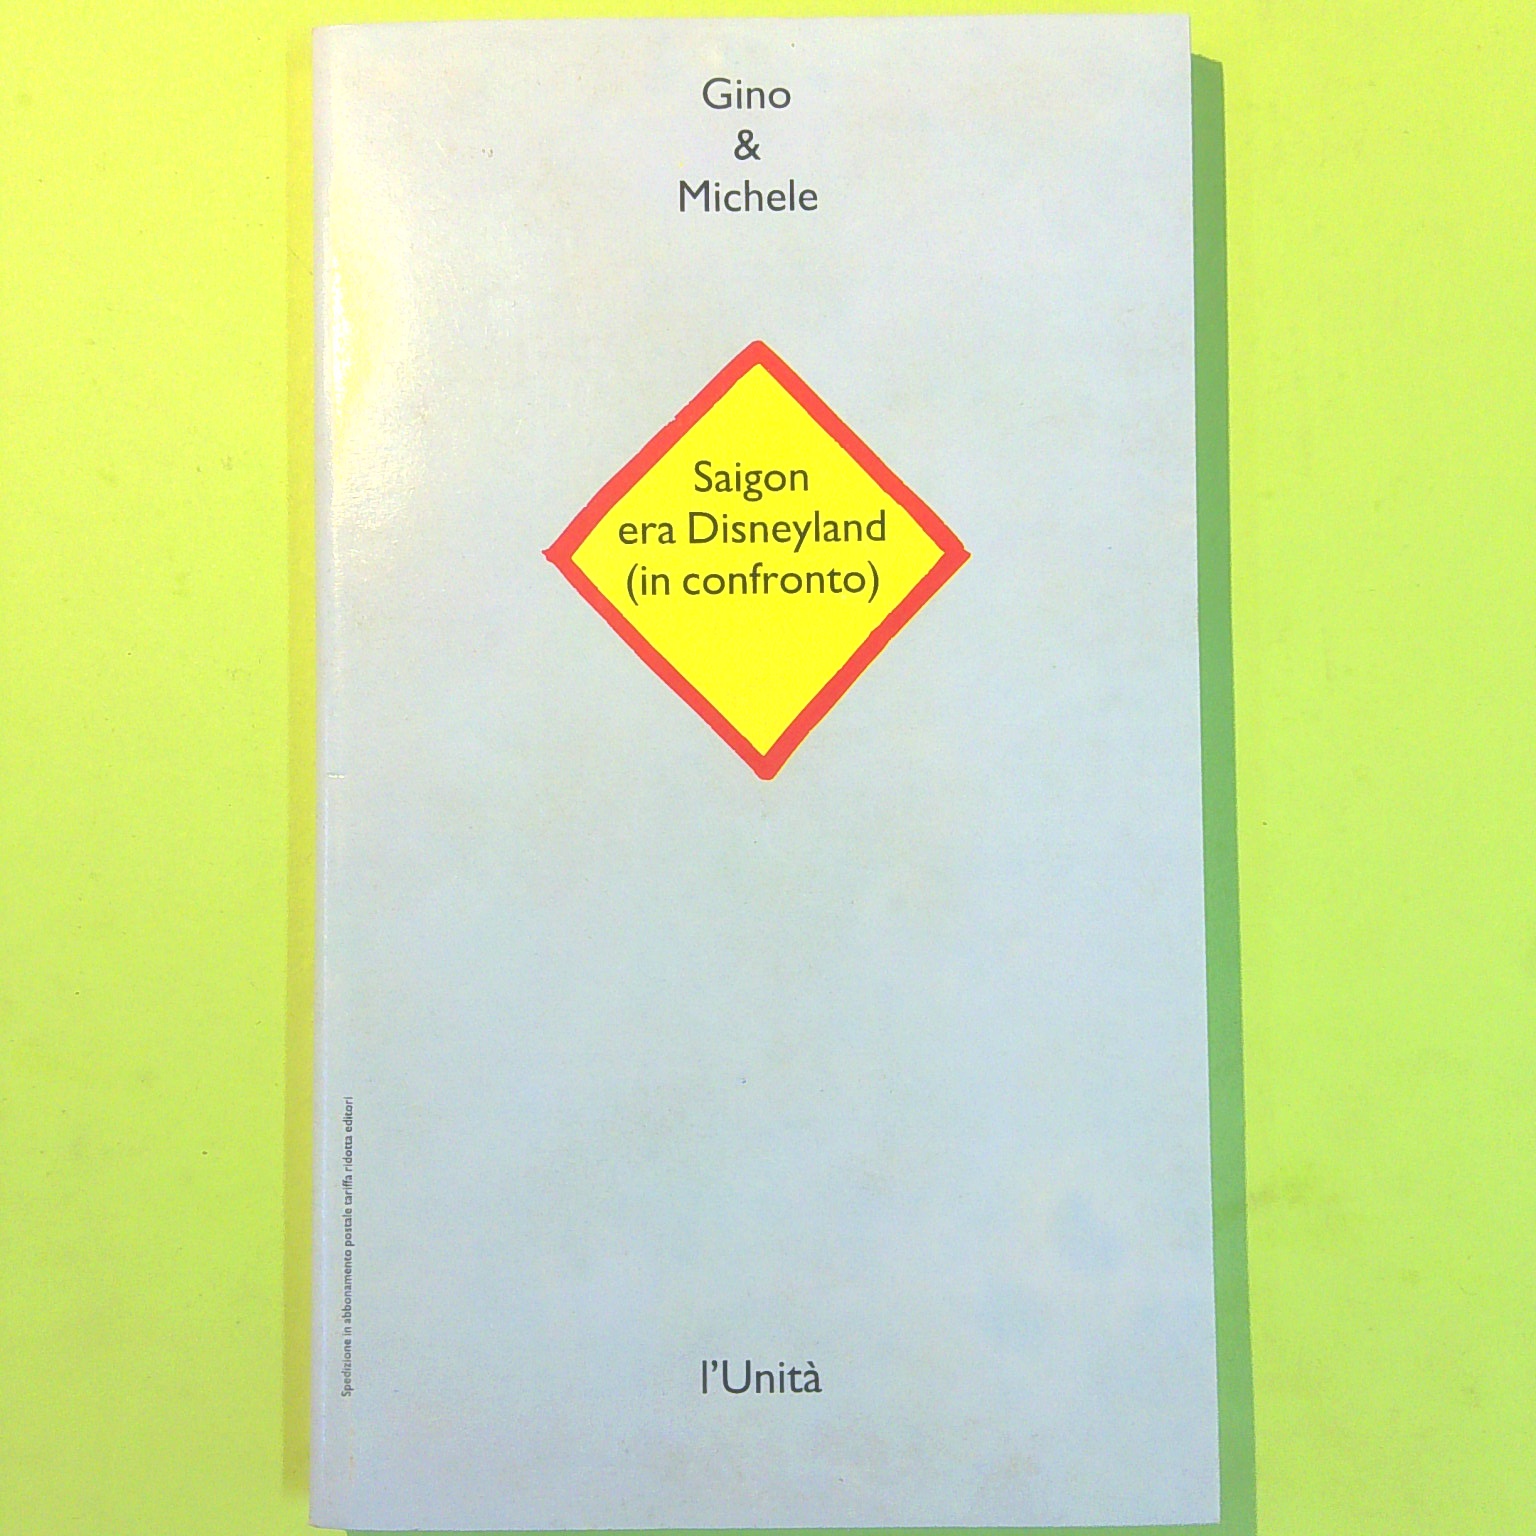 Gino
&
Michele
Saigon
era Disneyland
(in confronto)
Spedizione in abbonamento postale tariffa ridotta editori
l'Unità